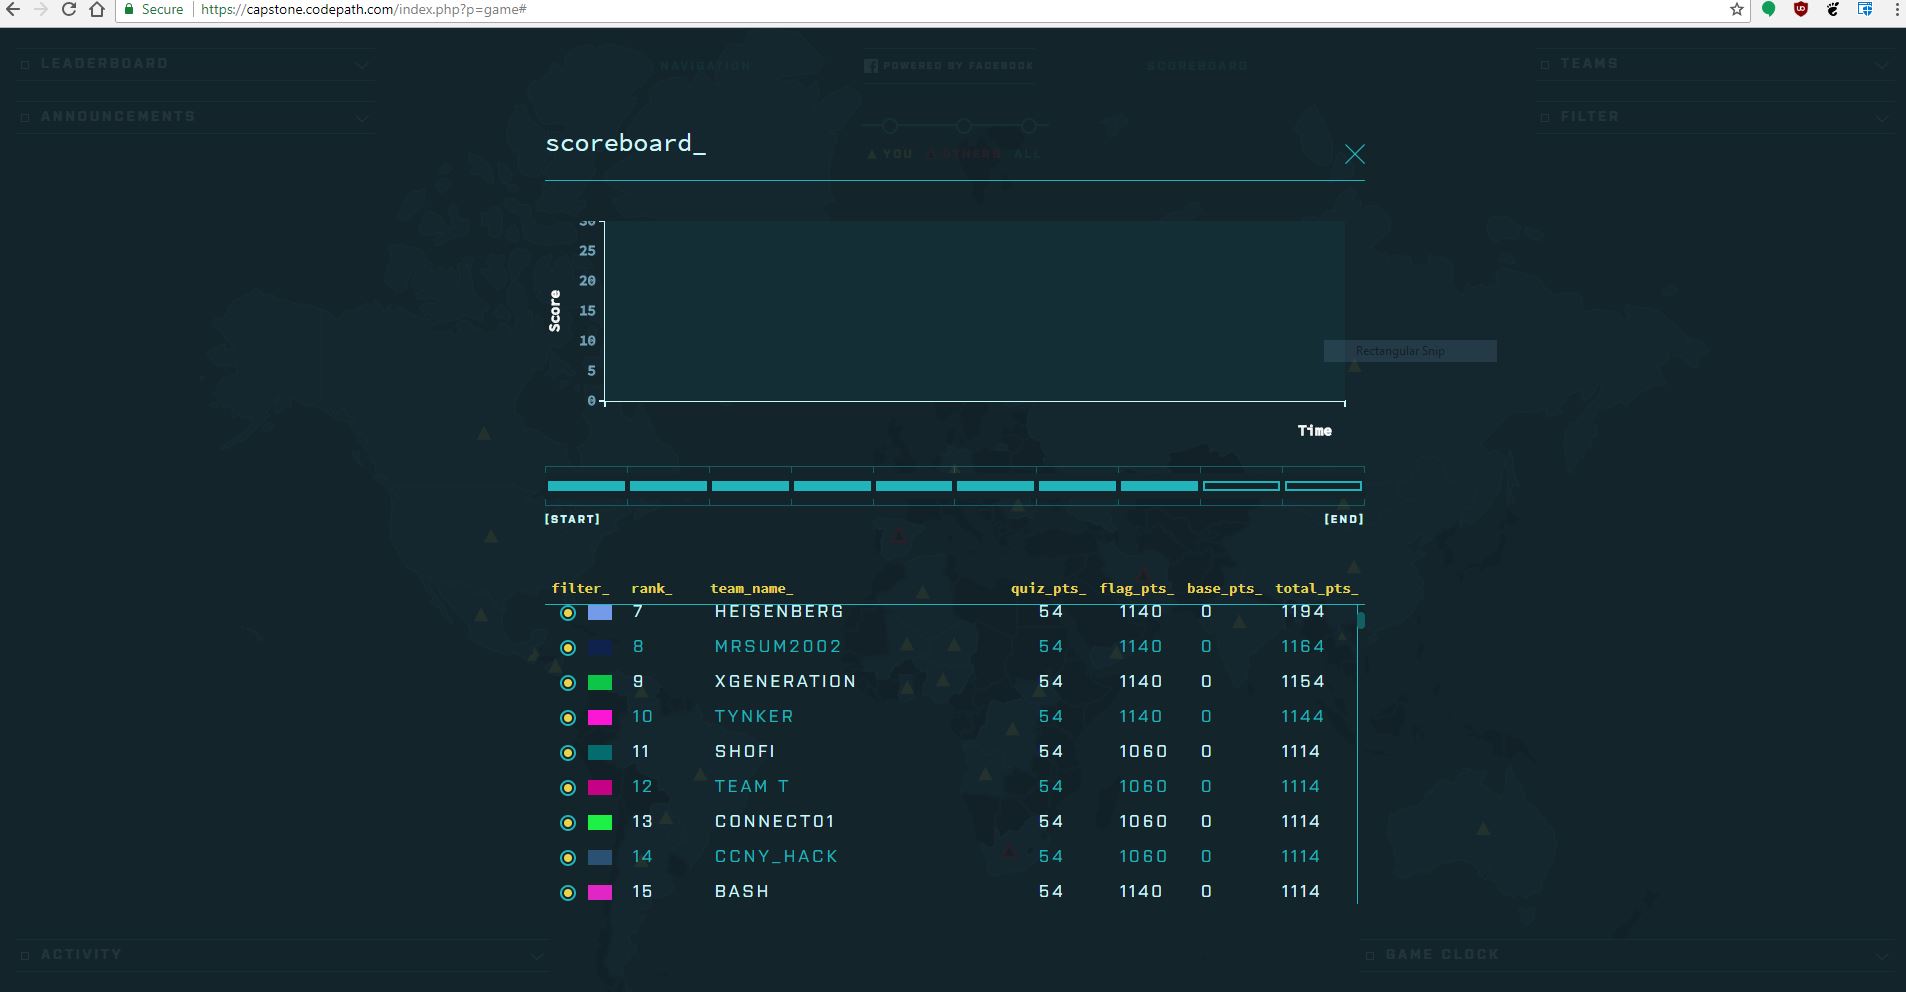 Secure https://capstone.codepath.com/index.php?p=game#
LEADERBOARD
NAVIGATION
POWERED BY FACEBOOK
SCOREBOARD
TEAMS
ANNOUNCEMENTS
FILTER
scoreboard_
YOU OTHERS ALL
30
25
20
15
10
5
0
Score
Rectangular Snip
Time
[START] [END]
filter_ rank_ team_name_ quiz_pts_ flag_pts_ base_pts_ total_pts_
7 HEISENBERG 54 1140 0 1194
8 MRSUM2002 54 1140 0 1164
9 XGENERATION 54 1140 0 1154
10 TYNKER 54 1140 0 1144
11 SHOFI 54 1060 0 1114
12 TEAM T 54 1060 0 1114
13 CONNECT01 54 1060 0 1114
14 CCNY_HACK 54 1060 0 1114
15 BASH 54 1140 0 1114
ACTIVITY
GAME CLOCK